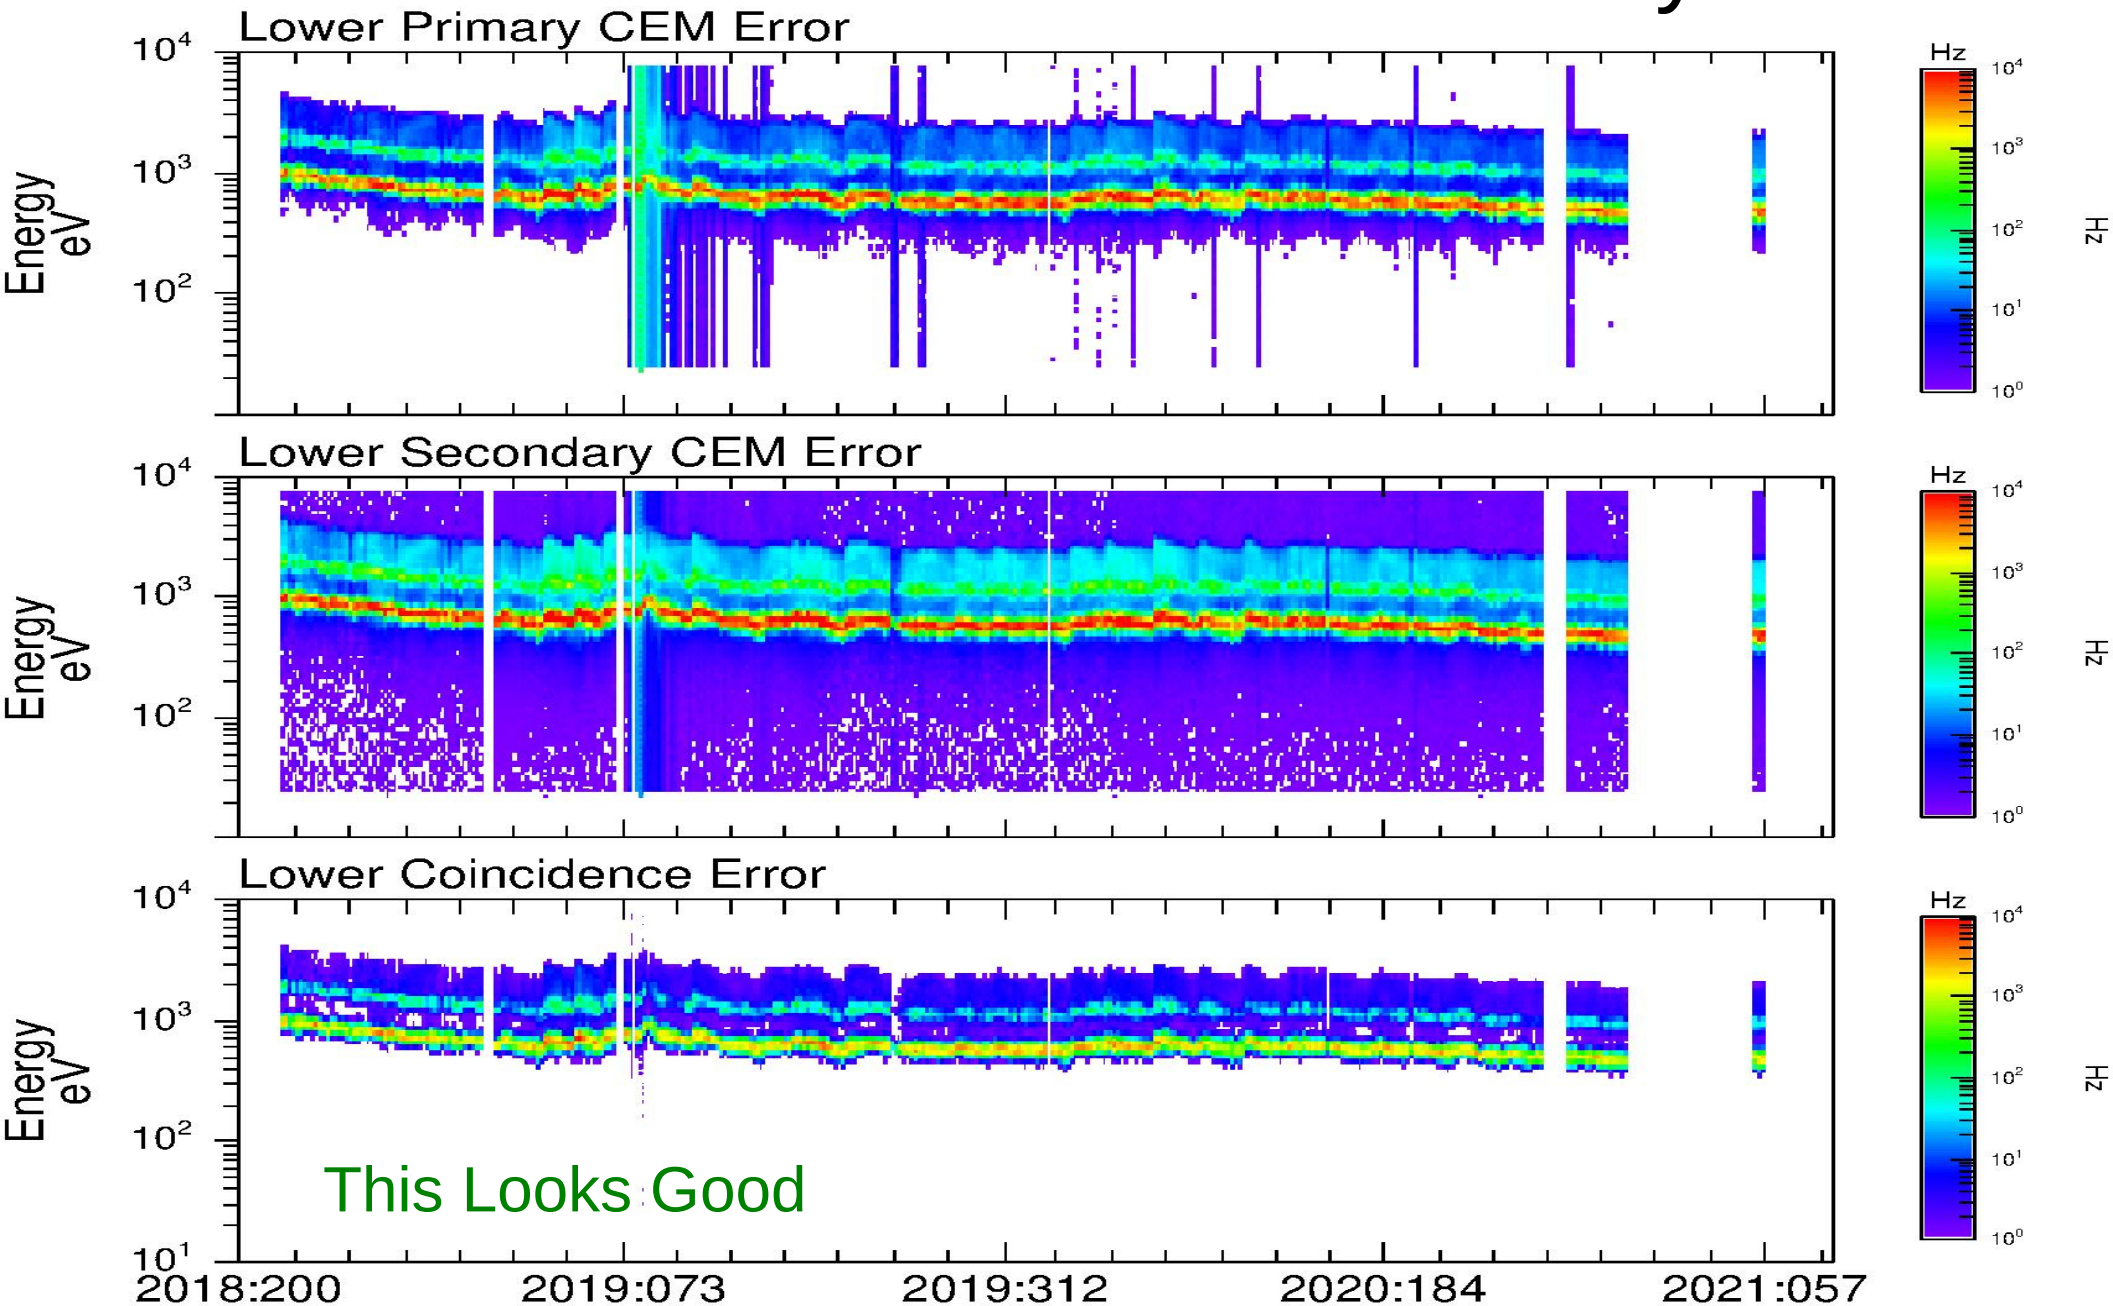 y
Lower Primary CEM Error
10⁴
10³
10²
Energy
eV
Hz
10⁴
10³
10²
10¹
10⁰
Hz
Lower Secondary CEM Error
10⁴
10³
10²
Energy
eV
Hz
10⁴
10³
10²
10¹
10⁰
Hz
Lower Coincidence Error
10⁴
10³
10²
10¹
Energy
eV
This Looks Good
Hz
10⁴
10³
10²
10¹
10⁰
Hz
2018:200 2019:073 2019:312 2020:184 2021:057